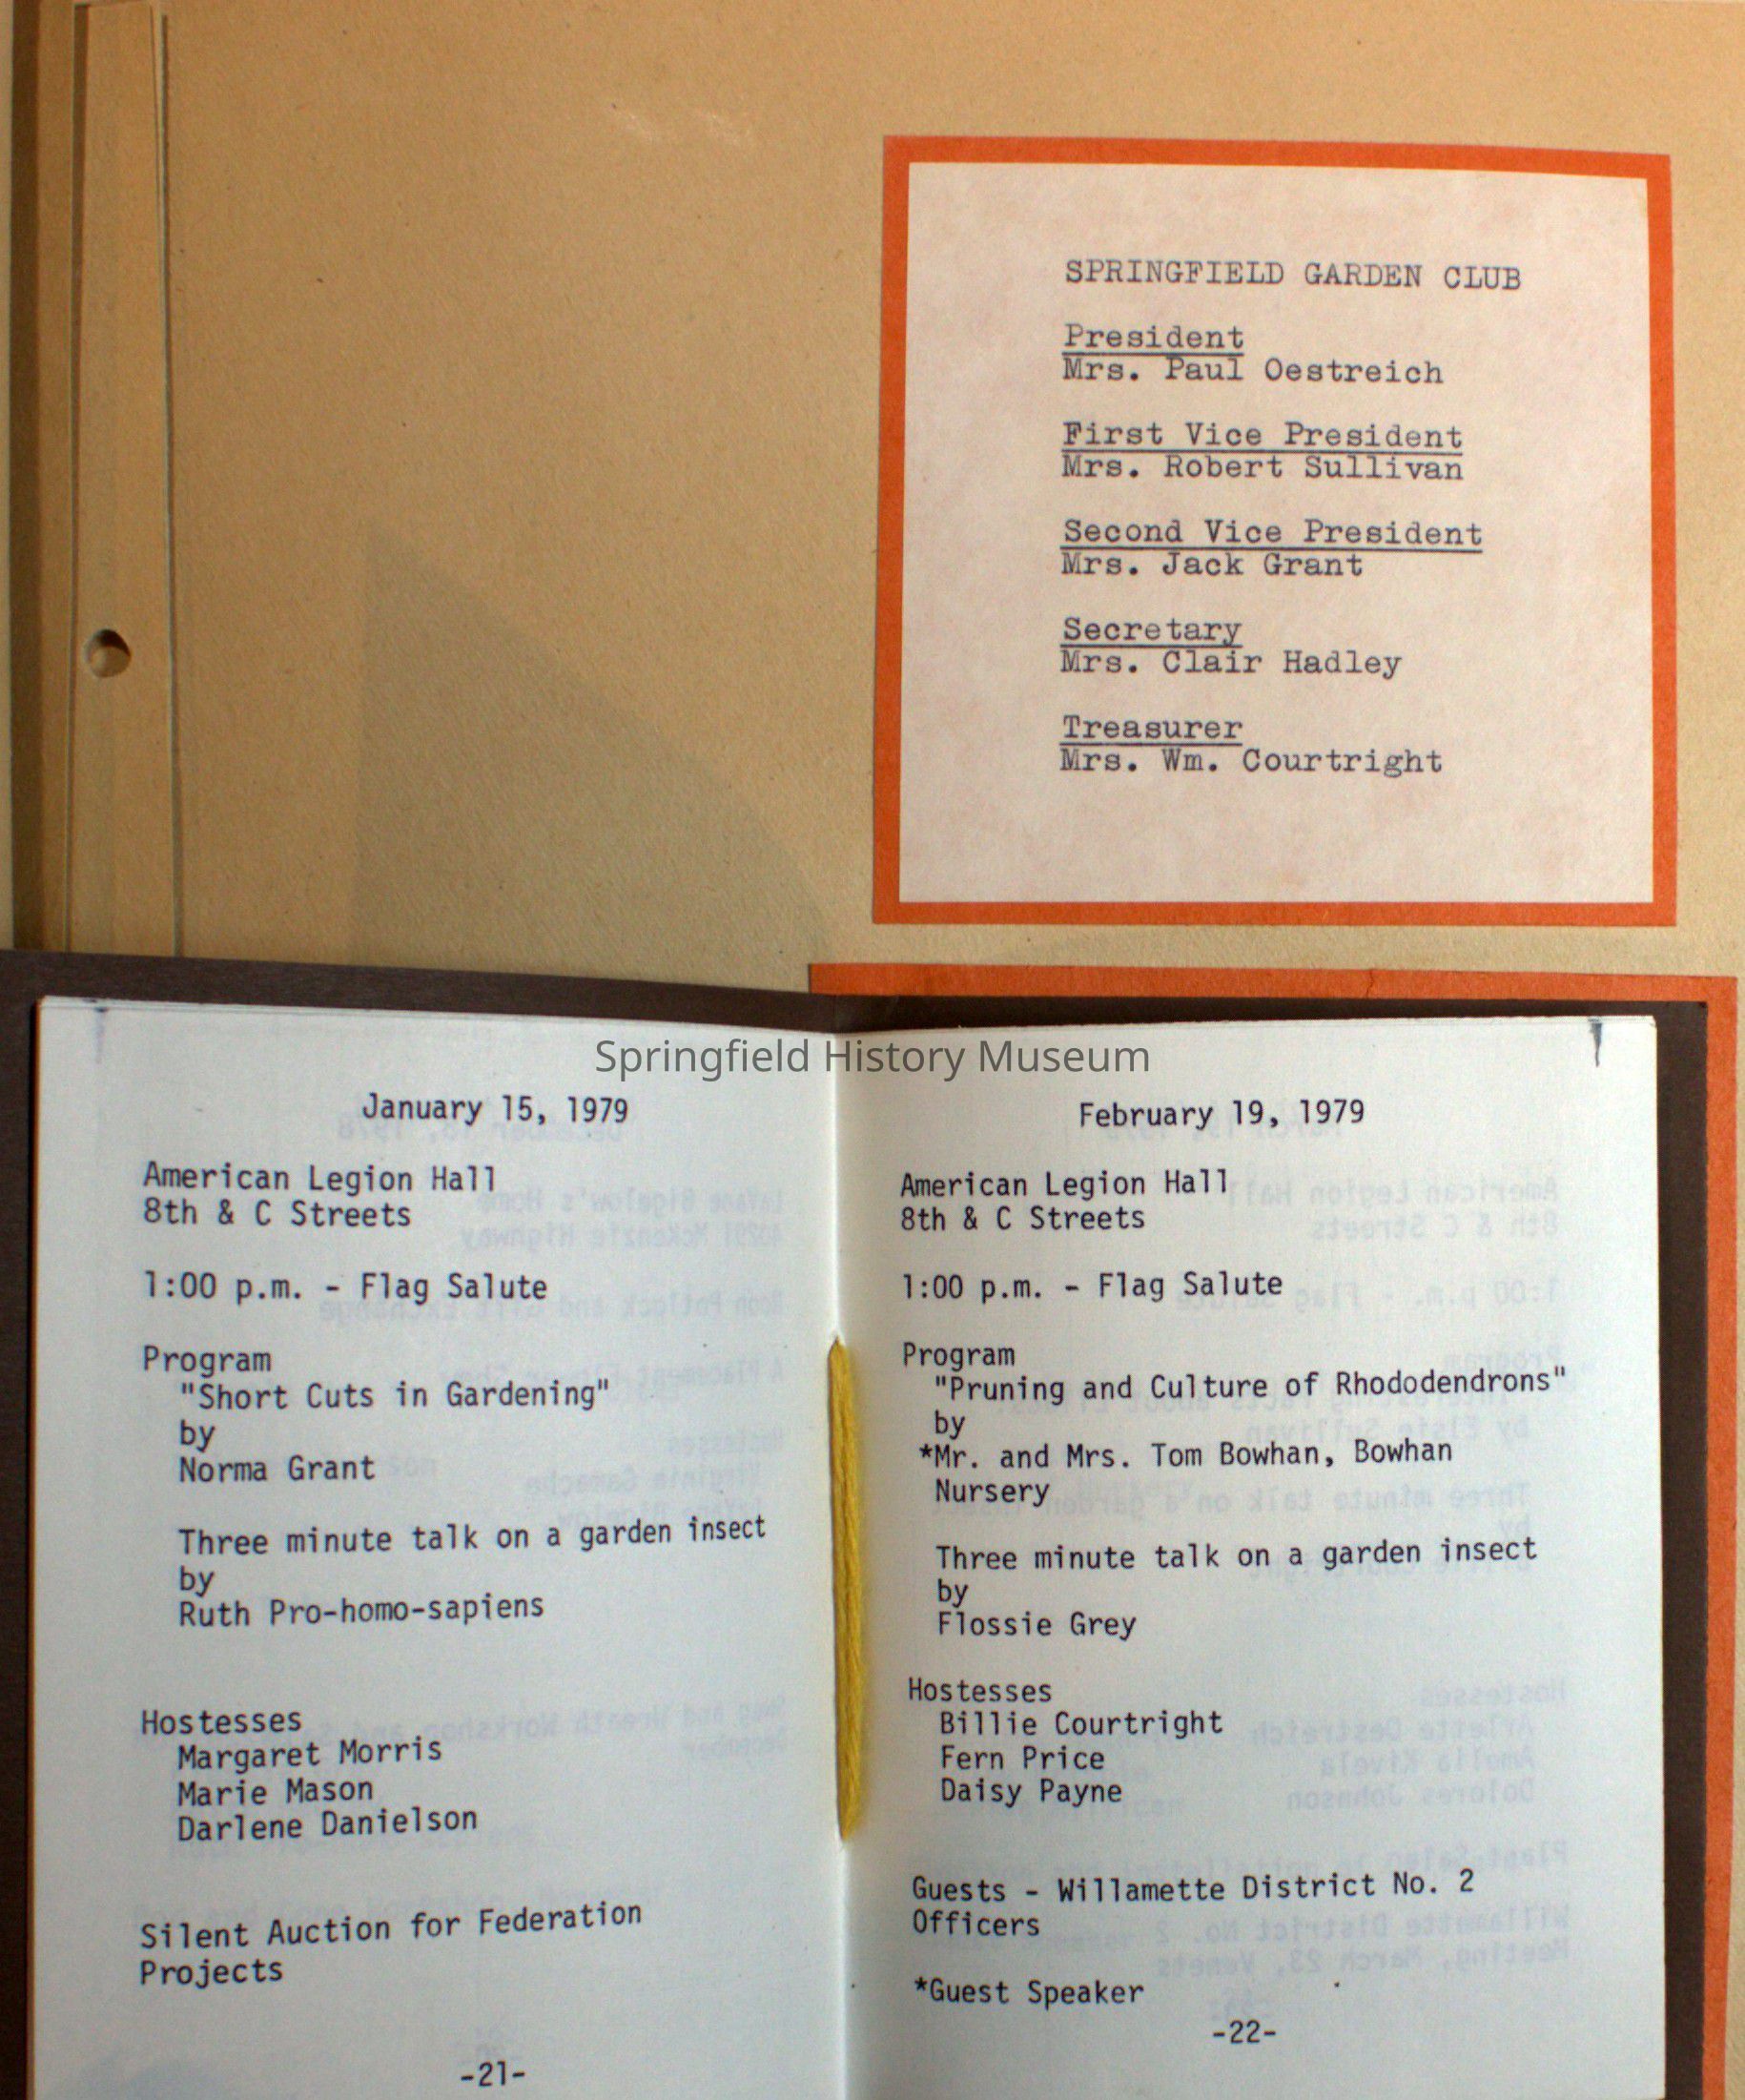 SPRINGFIELD GARDEN CLUB
President
Mrs. Paul Oestreich
First Vice President
Mrs. Robert Sullivan
Second Vice President
Mrs. Jack Grant
Secretary
Mrs. Clair Hadley
Treasurer
Mrs. Wm. Courtright
Springfield History Museum
January 15, 1979
American Legion Hall
8th & C Streets
1:00 p.m. - Flag Salute
Program
"Short Cuts in Gardening"
by
Norma Grant
Three minute talk on a garden insect
by
Ruth Pro-homo-sapiens
Hostesses
Margaret Morris
Marie Mason
Darlene Danielson
Silent Auction for Federation
Projects
-21-
February 19, 1979
American Legion Hall
8th & C Streets
1:00 p.m. - Flag Salute
Program
"Pruning and Culture of Rhododendrons"
by
*Mr. and Mrs. Tom Bowhan, Bowhan
Nursery
Three minute talk on a garden insect
by
Flossie Grey
Hostesses
Billie Courtright
Fern Price
Daisy Payne
Guests - Willamette District No. 2
Officers
*Guest Speaker
-22-